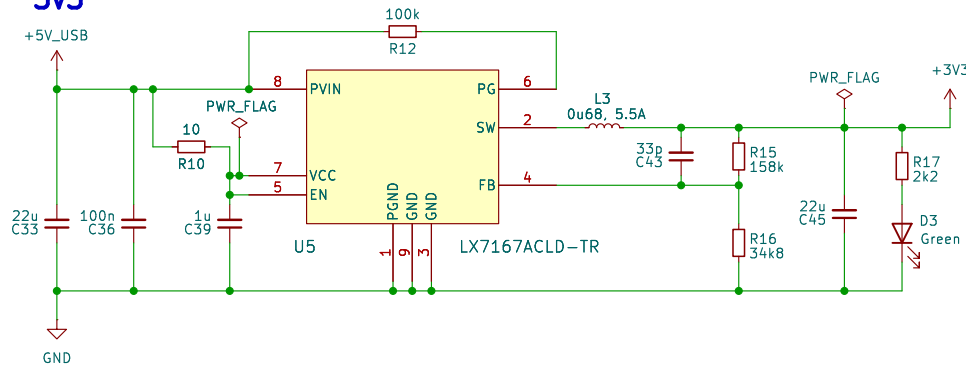 3V3
+5V_USB
100k
R12
8
PVIN
PG
6
PWR_FLAG
PWR_FLAG
+3V3
L3
0u68, 5.5A
SW
2
10
R10
33p
C43
R15
158k
R17
2k2
7
VCC
5
EN
FB
4
PGND
GND
GND
22u
C33
100n
C36
1u
C39
22u
C45
D3
Green
R16
34k8
1
9
3
U5
LX7167ACLD-TR
GND